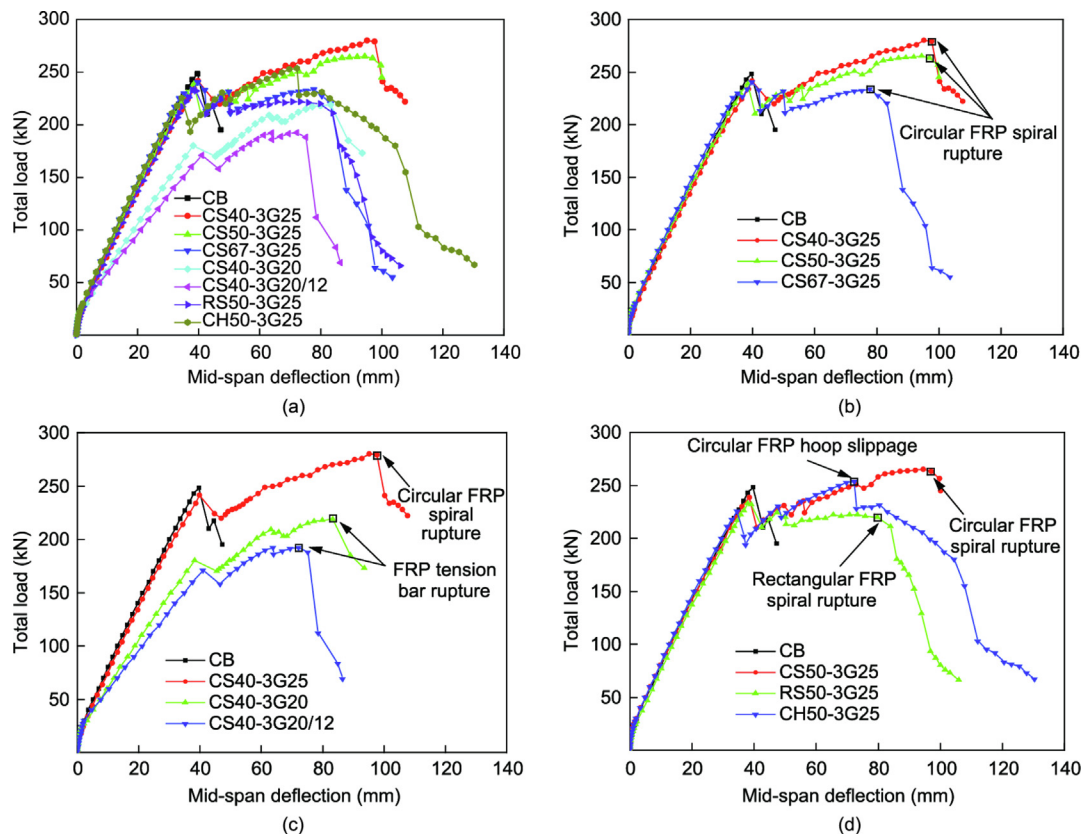 (a)
300
250
200
150
100
50
0
20
40
60
80
100
120
140
Total load (kN)
Mid-span deflection (mm)
CB
CS40-3G25
CS50-3G25
CS67-3G25
CS40-3G20
CS40-3G20/12
RS50-3G25
CH50-3G25
(a)
300
250
200
150
100
50
0
20
40
60
80
100
120
140
Total load (kN)
Mid-span deflection (mm)
Circular FRP spiral
rupture
CB
CS40-3G25
CS50-3G25
CS67-3G25
(b)
300
250
200
150
100
50
0
20
40
60
80
100
120
140
Total load (kN)
Mid-span deflection (mm)
Circular FRP
spiral
rupture
FRP tension
bar rupture
CB
CS40-3G25
CS40-3G20
CS40-3G20/12
(c)
300
250
200
150
100
50
0
20
40
60
80
100
120
140
Total load (kN)
Mid-span deflection (mm)
Circular FRP hoop slippage
Circular FRP
spiral rupture
Rectangular FRP
spiral rupture
CB
CS50-3G25
RS50-3G25
CH50-3G25
(d)